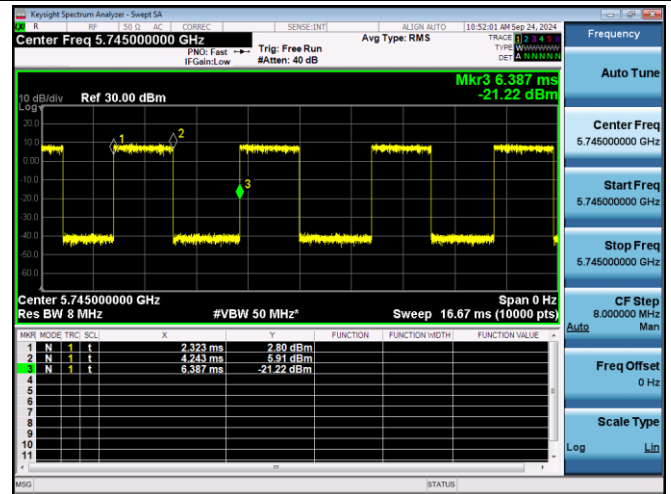 Keysight Spectrum Analyzer - Swept SA
R RF 50 Ω AC CORREC SENSE:INT ALIGN AUTO 10:52:01 AM Sep 24, 2024
Center Freq 5.745000000 GHz
PNO: Fast
IFGain:Low
Trig: Free Run
#Atten: 40 dB
Avg Type: RMS
TRACE 1 2 3 4 5 6
TYPE W
DET A N N N N N
Mkr3 6.387 ms
-21.22 dBm
10 dB/div Ref 30.00 dBm
Log
20.0
10.0
0.00
-10.0
-20.0
-30.0
-40.0
-50.0
-60.0
1
2
3
Center 5.745000000 GHz Span 0 Hz
Res BW 8 MHz #VBW 50 MHz* Sweep 16.67 ms (10000 pts)
MKR MODE TRC SCL X Y FUNCTION FUNCTION WIDTH FUNCTION VALUE
1 N 1 t 2.323 ms 2.80 dBm
2 N 1 t 4.243 ms 5.91 dBm
3 N 1 t 6.387 ms -21.22 dBm
4
5
6
7
8
9
10
11
MSG STATUS
Frequency
Auto Tune
Center Freq
5.745000000 GHz
Start Freq
5.745000000 GHz
Stop Freq
5.745000000 GHz
CF Step
8.000000 MHz
Auto Man
Freq Offset
0 Hz
Scale Type
Log Lin